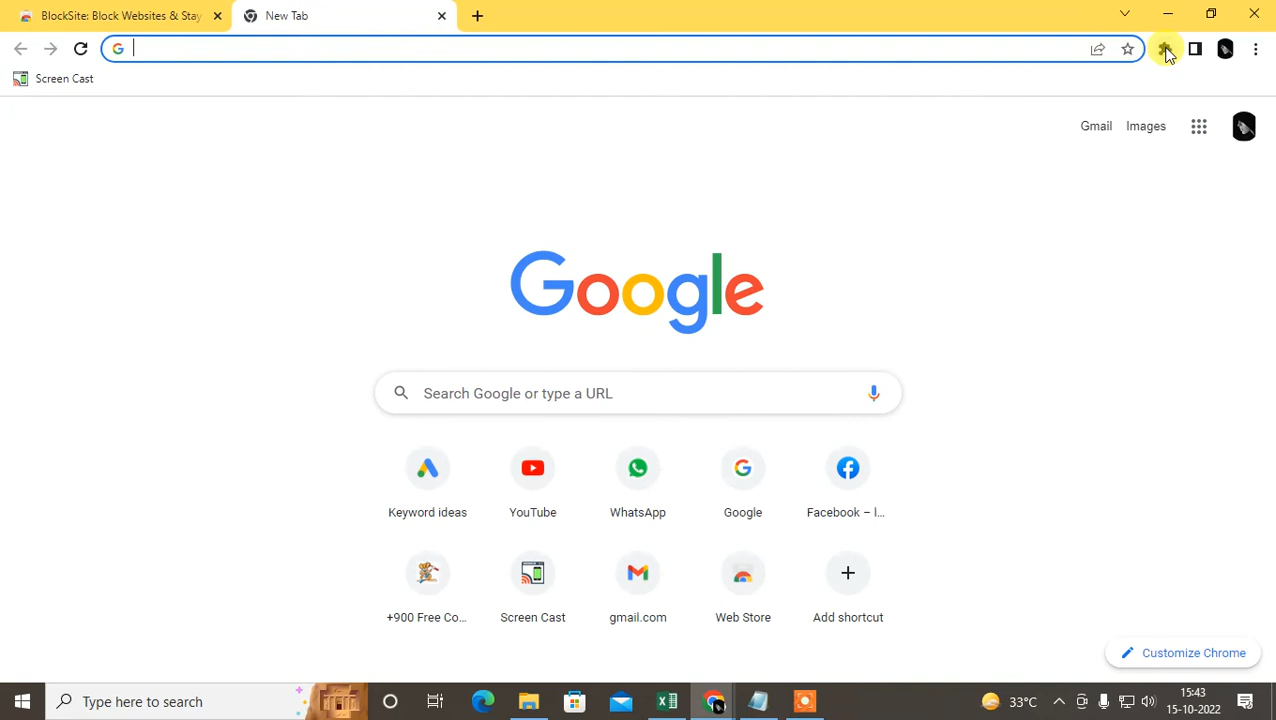 BlockSite: Block Websites & Stay
New Tab
Screen Cast
Gmail Images
Google
Search Google or type a URL
Keyword ideas YouTube WhatsApp Google Facebook – l...
+900 Free Co... Screen Cast gmail.com Web Store Add shortcut
Customize Chrome
Type here to search
33°C
15:43
15-10-2022